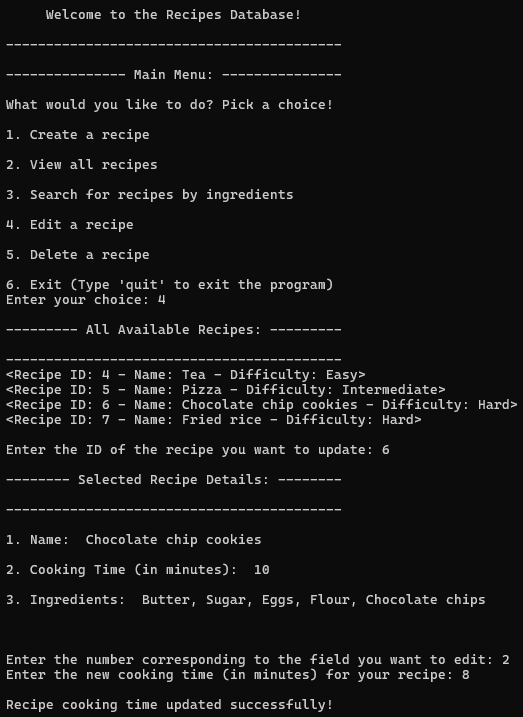 Welcome to the Recipes Database!
------------------------------------------
--------------- Main Menu: ---------------
What would you like to do? Pick a choice!
1. Create a recipe
2. View all recipes
3. Search for recipes by ingredients
4. Edit a recipe
5. Delete a recipe
6. Exit (Type 'quit' to exit the program)
Enter your choice: 4
--------- All Available Recipes: ---------
------------------------------------------
<Recipe ID: 4 - Name: Tea - Difficulty: Easy>
<Recipe ID: 5 - Name: Pizza - Difficulty: Intermediate>
<Recipe ID: 6 - Name: Chocolate chip cookies - Difficulty: Hard>
<Recipe ID: 7 - Name: Fried rice - Difficulty: Hard>
Enter the ID of the recipe you want to update: 6
-------- Selected Recipe Details: --------
------------------------------------------
1. Name:  Chocolate chip cookies
2. Cooking Time (in minutes):  10
3. Ingredients:  Butter, Sugar, Eggs, Flour, Chocolate chips
Enter the number corresponding to the field you want to edit: 2
Enter the new cooking time (in minutes) for your recipe: 8
Recipe cooking time updated successfully!